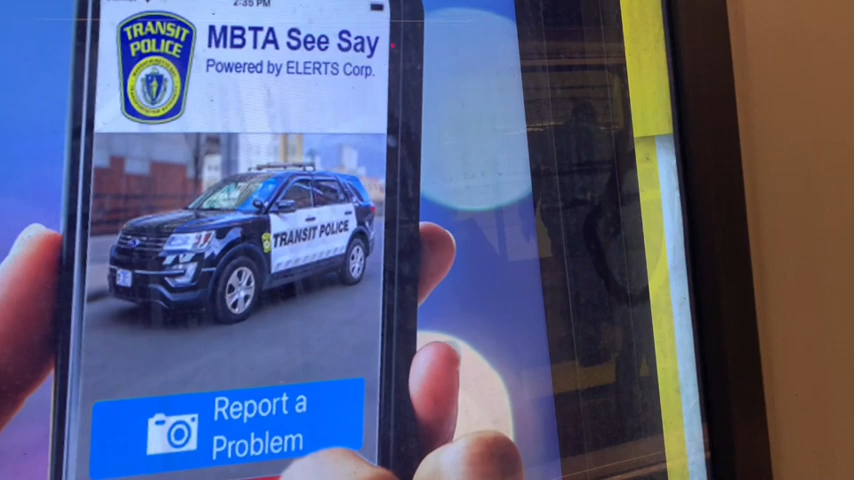 2:35 PM
TRANSIT
POLICE
MBTA See Say
Powered by ELERTS Corp.
TRANSIT POLICE
Report a
Problem